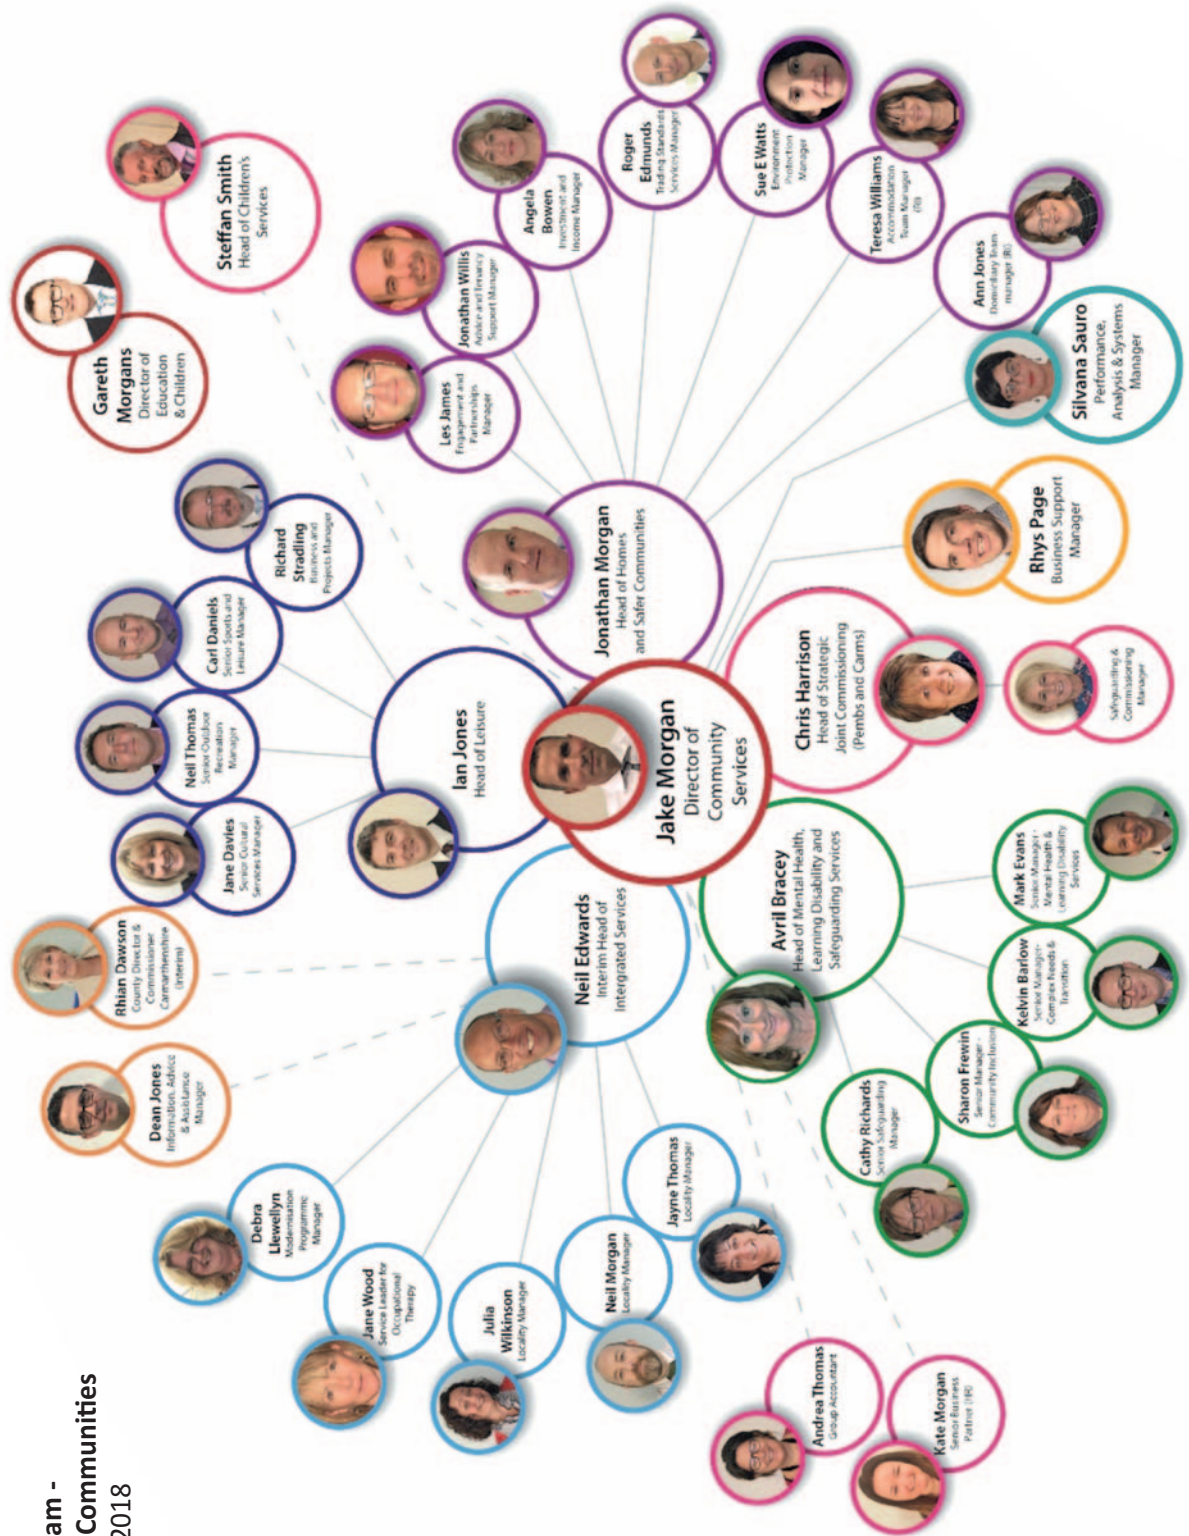 am -
Communities
2018
Gareth
Morgans
Director of
Education
& Children
Steffan Smith
Head of Children's
Services
Rhian Dawson
County Director &
Commissioner
Carmarthenshire
(Interim)
Dean Jones
Information, Advice
& Assistance
Manager
Jane Davies
Senior Cultural
Services Manager
Neil Thomas
Senior Outdoor
Recreation
Manager
Carl Daniels
Senior Sports and
Leisure Manager
Richard
Stradling
Business and
Projects Manager
Ian Jones
Head of Leisure
Les James
Engagement and
Partnerships
Manager
Jonathan Willis
Advice and Tenancy
Support Manager
Angela
Bowen
Investment and
Income Manager
Roger
Edmunds
Trading Standards
Services Manager
Sue E Watts
Environment
Protection
Manager
Teresa Williams
Accommodation
Team Manager
Ann Jones
Domiciliary Team
manager (RI)
Jonathan Morgan
Head of Homes
and Safer Communities
Jake Morgan
Director of
Community
Services
Silvana Sauro
Performance,
Analysis & Systems
Manager
Rhys Page
Business Support
Manager
Chris Harrison
Head of Strategic
Joint Commissioning
(Pembs and Carms)
Safeguarding &
Commissioning
Manager
Neil Edwards
Interim Head of
Intergrated Services
Debra
Llewellyn
Modernisation
Programme
Manager
Jane Wood
Service Leader for
Occupational
Therapy
Julia
Wilkinson
Locality Manager
Neil Morgan
Locality Manager
Jayne Thomas
Locality Manager
Avril Bracey
Head of Mental Health,
Learning Disability and
Safeguarding Services
Cathy Richards
Senior Safeguarding
Manager
Sharon Frewin
Senior Manager -
Community Inclusion
Kelvin Barlow
Senior Manager-
Complex Needs &
Transition
Mark Evans
Senior Manager -
Mental Health &
Learning Disability
Services
Andrea Thomas
Group Accountant
Kate Morgan
Senior Business
Partner (HR)